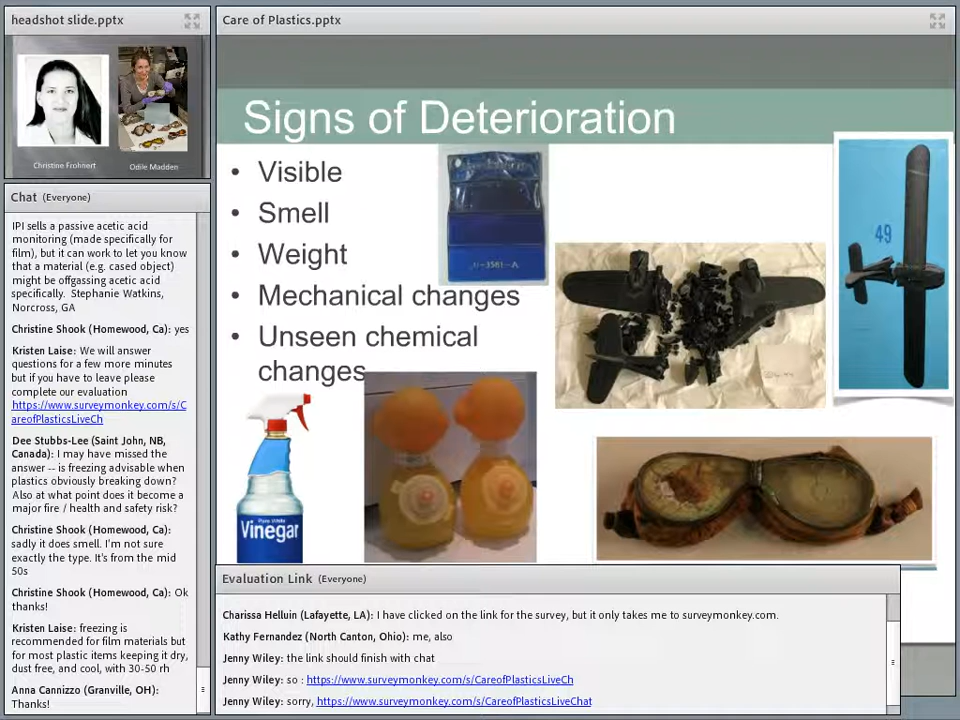 headshot slide.pptx
Christine Frohnert
Odile Madden
Chat (Everyone)
IPI sells a passive acetic acid
monitoring (made specifically for
film), but it can work to let you know
that a material (e.g. cased object)
might be offgassing acetic acid
specifically.  Stephanie Watkins,
Norcross, GA
Christine Shook (Homewood, Ca): yes
Kristen Laise: We will answer
questions for a few more minutes
but if you have to leave please
complete our evaluation
https://www.surveymonkey.com/s/C
areofPlasticsLiveCh
Dee Stubbs-Lee (Saint John, NB,
Canada): I may have missed the
answer -- is freezing advisable when
plastics obviously breaking down?
Also at what point does it become a
major fire / health and safety risk?
Christine Shook (Homewood, Ca):
sadly it does smell. I'm not sure
exactly the type. It's from the mid
50s
Christine Shook (Homewood, Ca): Ok
thanks!
Kristen Laise: freezing is
recommended for film materials but
for most plastic items keeping it dry,
dust free, and cool, with 30-50 rh
Anna Cannizzo (Granville, OH):
Thanks!
Care of Plastics.pptx
Signs of Deterioration
• Visible
• Smell
• Weight
• Mechanical changes
• Unseen chemical
changes
49
Vinegar
Evaluation Link (Everyone)
Charissa Helluin (Lafayette, LA): I have clicked on the link for the survey, but it only takes me to surveymonkey.com.
Kathy Fernandez (North Canton, Ohio): me, also
Jenny Wiley: the link should finish with chat
Jenny Wiley: so : https://www.surveymonkey.com/s/CareofPlasticsLiveCh
Jenny Wiley: sorry, https://www.surveymonkey.com/s/CareofPlasticsLiveChat